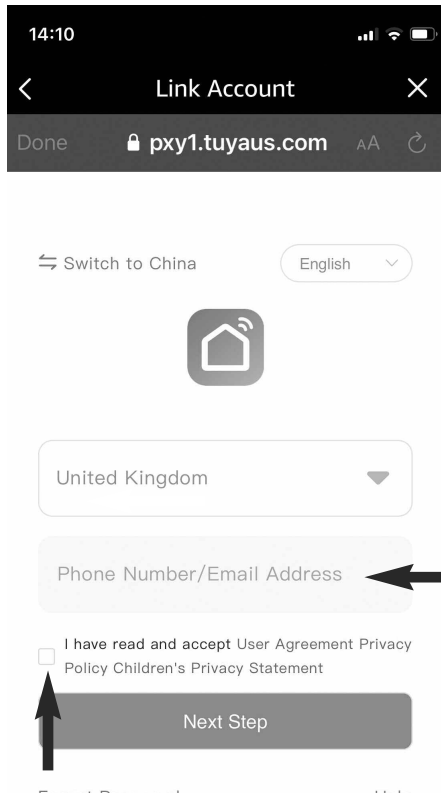 14:10
Link Account
Done pxy1.tuyaus.com AA
Switch to China English
United Kingdom
Phone Number/Email Address
I have read and accept User Agreement Privacy
Policy Children's Privacy Statement
Next Step